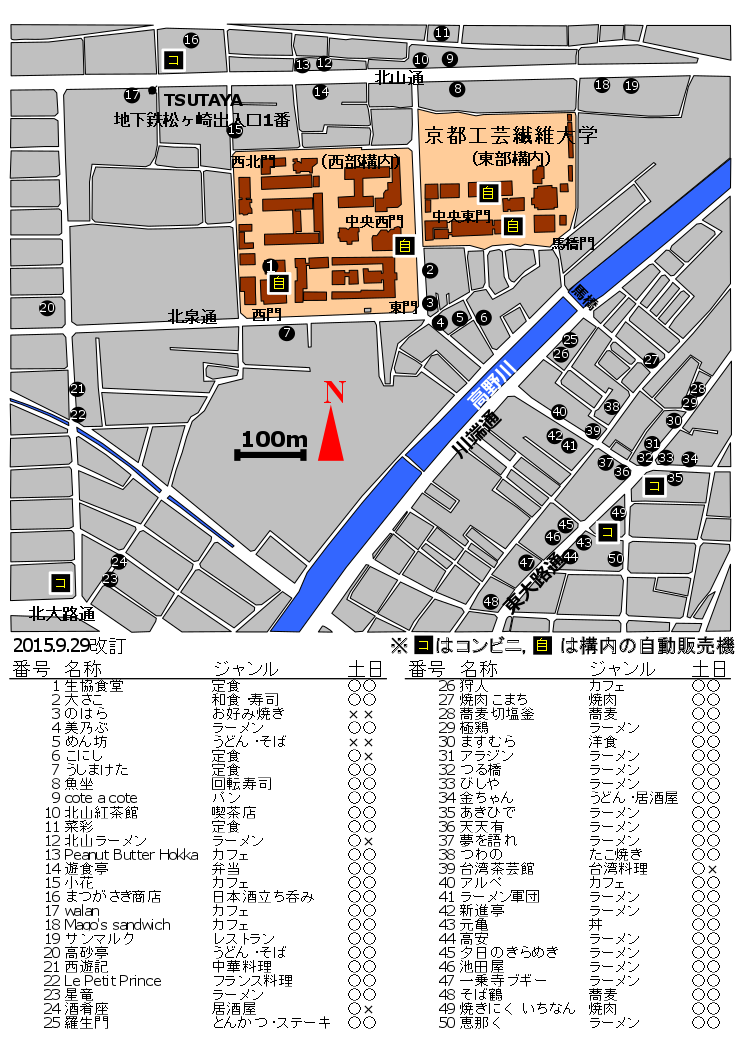 16
11
コ
13
12
10
9
北山通
17
TSUTAYA
14
8
18
19
地下鉄松ヶ崎出入口1番
15
京都工芸繊維大学
西北門
(西部構内)
(東部構内)
自
中央西門
中央東門
自
自
馬橋門
1
自
2
馬橋
20
北泉通
西門
東門
3
4
5
6
7
25
26
27
高野川
21
22
N
28
29
38
30
40
39
川端通
42
41
31
100m
37
36
32
33
34
35
コ
49
コ
45
46
43
44
50
47
東大路通
48
コ
24
23
北大路通
2015.9.29改訂
※ コ はコンビニ, 自 は構内の自動販売機
番号 名称 ジャンル 土日
1 生協食堂 定食 ○○
2 大さこ 和食・寿司 ○○
3 のはら お好み焼き ××
4 美乃ぶ ラーメン ○○
5 めん坊 うどん・そば ××
6 こにし 定食 ○×
7 うしまけた 定食 ○○
8 魚坐 回転寿司 ○○
9 cote a cote パン ○○
10 北山紅茶館 喫茶店 ○○
11 菜彩 定食 ○○
12 北山ラーメン ラーメン ○×
13 Peanut Butter Hokka カフェ ○○
14 遊食亭 弁当 ○○
15 小花 カフェ ○○
16 まつがさき商店 日本酒立ち呑み ○○
17 walan カフェ ○○
18 Mago's sandwich カフェ ○○
19 サンマルク レストラン ○○
20 高砂亭 うどん・そば ○○
21 西遊記 中華料理 ○○
22 Le Petit Prince フランス料理 ○○
23 星竜 ラーメン ○○
24 酒肴座 居酒屋 ○×
25 羅生門 とんかつ・ステーキ ○○
番号 名称 ジャンル 土日
26 狩人 カフェ ○○
27 焼肉こまち 焼肉 ○○
28 蕎麦切塩釜 蕎麦 ○○
29 極鶏 ラーメン ○○
30 ますむら 洋食 ○○
31 アラジン ラーメン ○○
32 つる橋 ラーメン ○○
33 びしや ラーメン ○○
34 金ちゃん うどん・居酒屋 ○○
35 あきひで ラーメン ○○
36 天天有 ラーメン ○○
37 夢を語れ ラーメン ○○
38 つわの たこ焼き ○○
39 台湾茶芸館 台湾料理 ○×
40 アルペ カフェ ○○
41 ラーメン軍団 ラーメン ○○
42 新進亭 ラーメン ○○
43 元亀 丼 ○○
44 高安 ラーメン ○○
45 夕日のきらめき ラーメン ○○
46 池田屋 ラーメン ○○
47 一乗寺ブギー ラーメン ○○
48 そば鶴 蕎麦 ○○
49 焼きにく いちなん 焼肉 ○○
50 恵那く ラーメン ○○